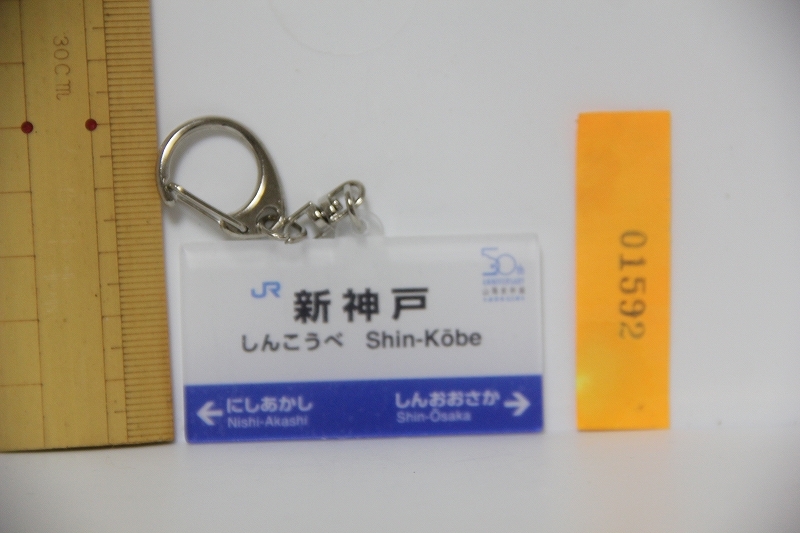 30cm
JR
30th
新神戸
しんこうべ Shin-Kōbe
にしあかし
Nishi-Akashi
しんおおさか
Shin-Ōsaka
01592